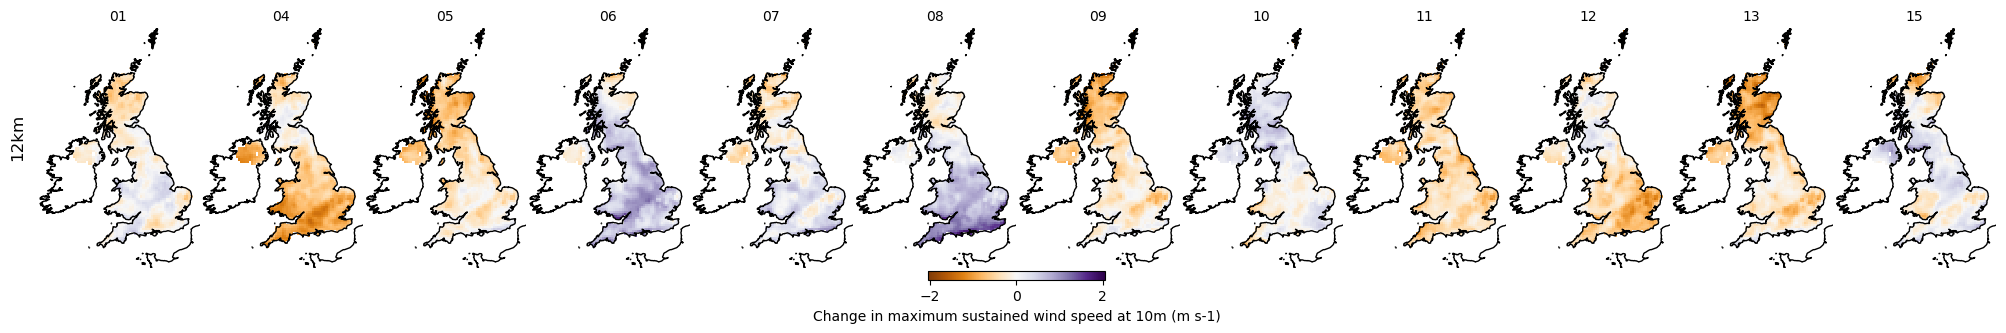 01 04 05 06 07 08 09 10 11 12 13 15
12km
−2 0 2
Change in maximum sustained wind speed at 10m (m s-1)